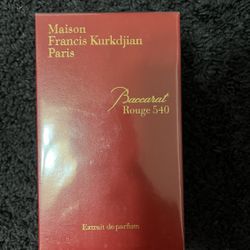 Maison
Francis Kurkdjian
Paris
Baccarat
Rouge 540
Extrait de parfum